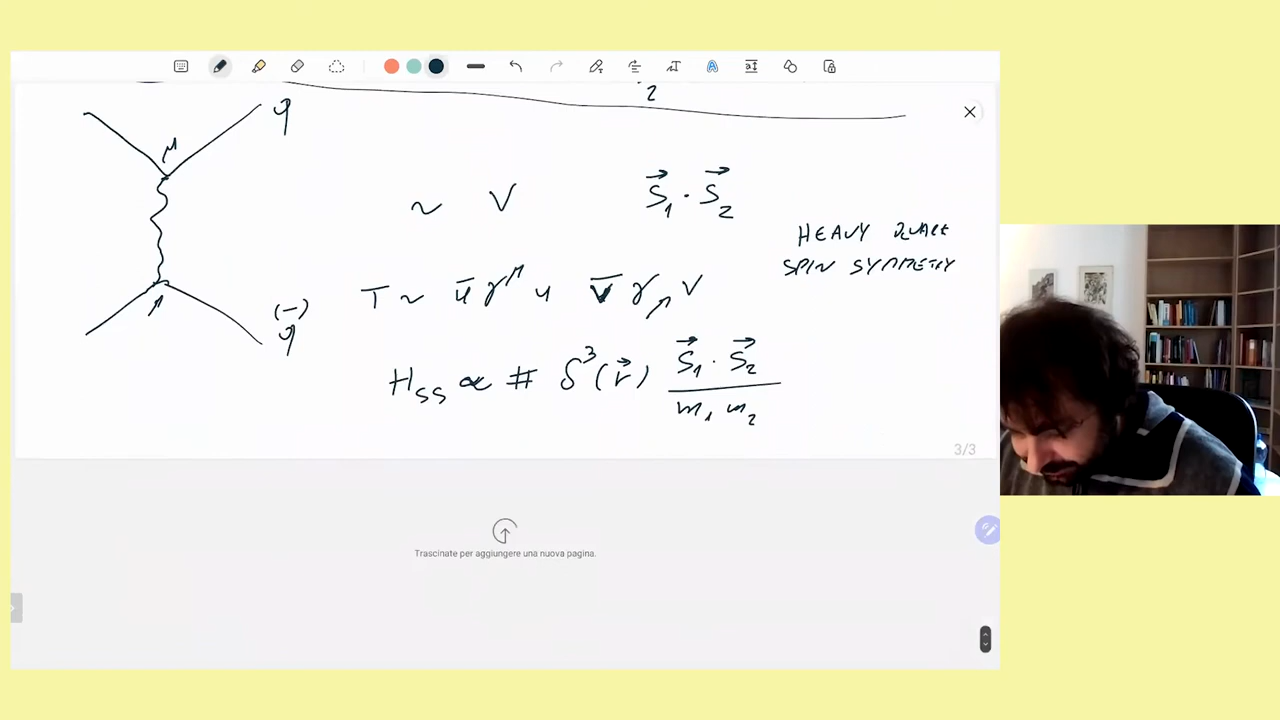 2
q
μ
~ V
S⃗₁ · S⃗₂
HEAVY QUARK
SPIN SYMMETRY
T ~ ū γ^μ u v̄ γ_μ v
(-)
q
H_SS ∝ # δ³(r⃗) S⃗₁ · S⃗₂ / m₁ m₂
3/3
Trascinate per aggiungere una nuova pagina.